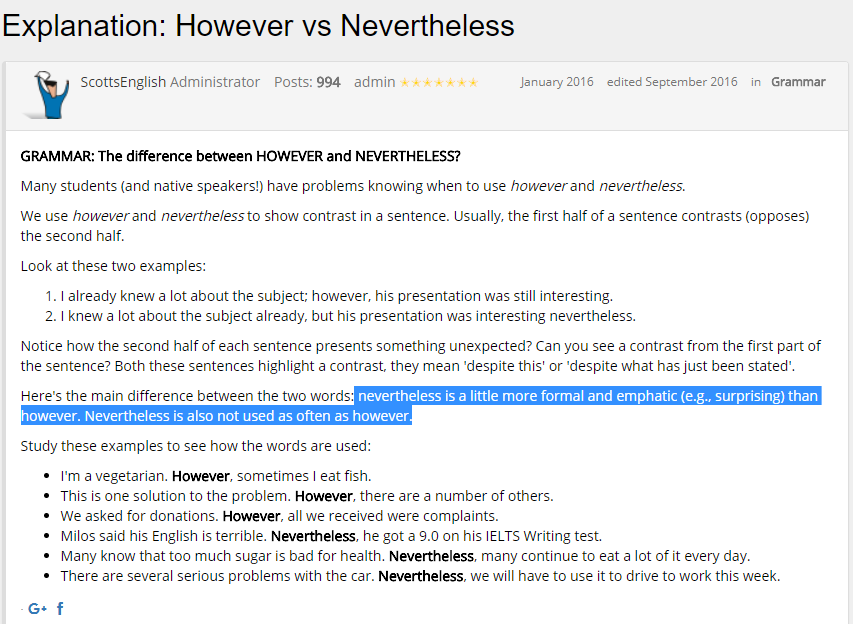 Explanation: However vs Nevertheless
ScottsEnglish Administrator Posts: 994 admin ★★★★★★★ January 2016 edited September 2016 in Grammar
GRAMMAR: The difference between HOWEVER and NEVERTHELESS?
Many students (and native speakers!) have problems knowing when to use however and nevertheless.
We use however and nevertheless to show contrast in a sentence. Usually, the first half of a sentence contrasts (opposes)
the second half.
Look at these two examples:
1. I already knew a lot about the subject; however, his presentation was still interesting.
2. I knew a lot about the subject already, but his presentation was interesting nevertheless.
Notice how the second half of each sentence presents something unexpected? Can you see a contrast from the first part of
the sentence? Both these sentences highlight a contrast, they mean 'despite this' or 'despite what has just been stated'.
Here's the main difference between the two words: nevertheless is a little more formal and emphatic (e.g., surprising) than
however. Nevertheless is also not used as often as however.
Study these examples to see how the words are used:
• I'm a vegetarian. However, sometimes I eat fish.
• This is one solution to the problem. However, there are a number of others.
• We asked for donations. However, all we received were complaints.
• Milos said his English is terrible. Nevertheless, he got a 9.0 on his IELTS Writing test.
• Many know that too much sugar is bad for health. Nevertheless, many continue to eat a lot of it every day.
• There are several serious problems with the car. Nevertheless, we will have to use it to drive to work this week.
· G+ f